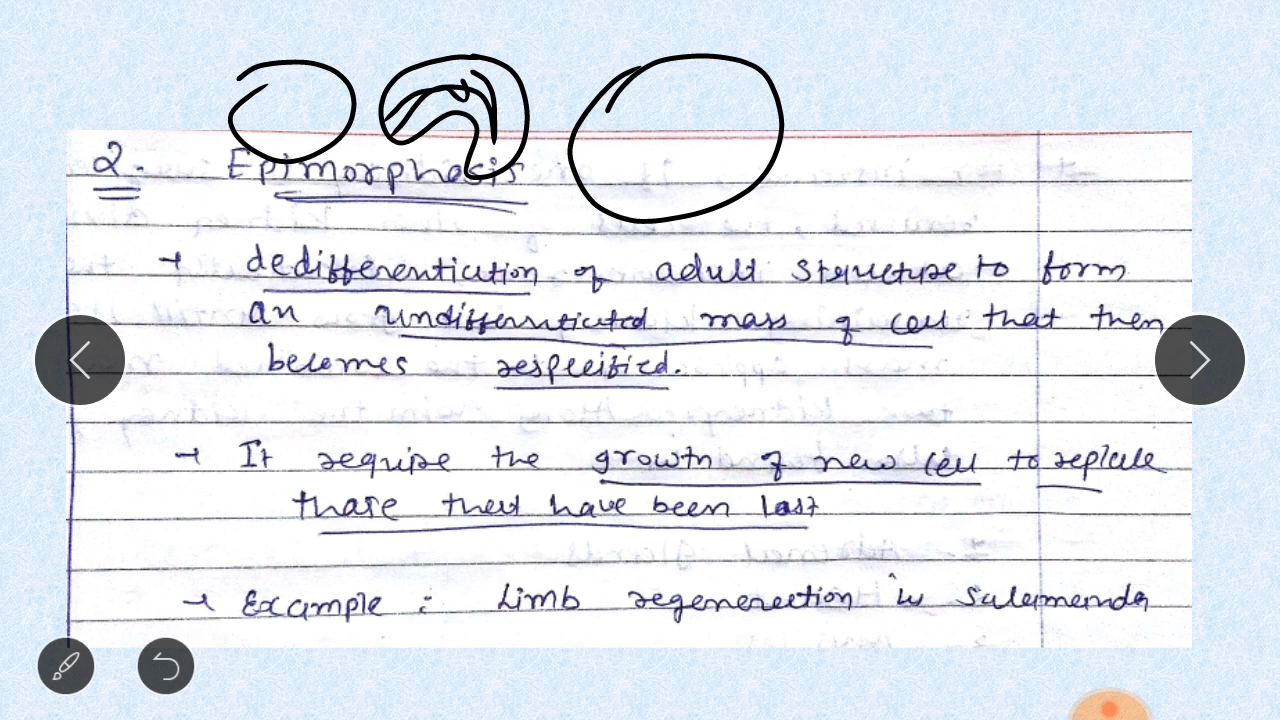 2. Epimorphosis
→ dedifferentiation of adult structure to form
an undifferentiated mass of cell that then
becomes respecified.
→ It require the growth of new cell to replace
those that have been lost
→ Example : Limb regeneration in Salamander